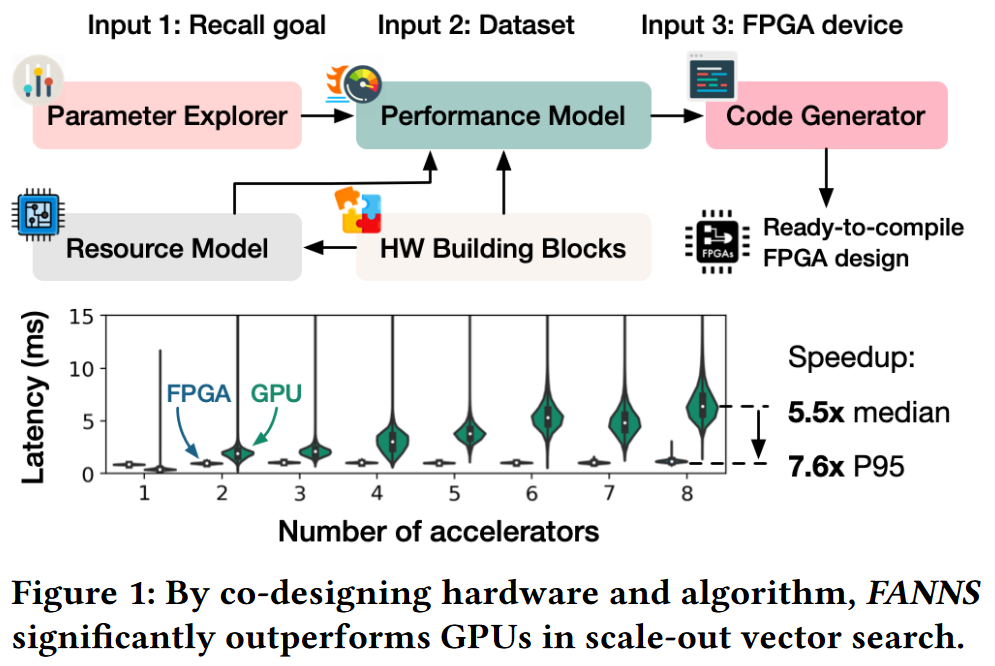 Input 1: Recall goal
Input 2: Dataset
Input 3: FPGA device
Parameter Explorer
Performance Model
Code Generator
Resource Model
HW Building Blocks
FPGAs
Ready-to-compile
FPGA design
Latency (ms)
15
10
5
0
FPGA
GPU
1 2 3 4 5 6 7 8
Number of accelerators
Speedup:
5.5x median
7.6x P95
Figure 1: By co-designing hardware and algorithm, FANNS
significantly outperforms GPUs in scale-out vector search.